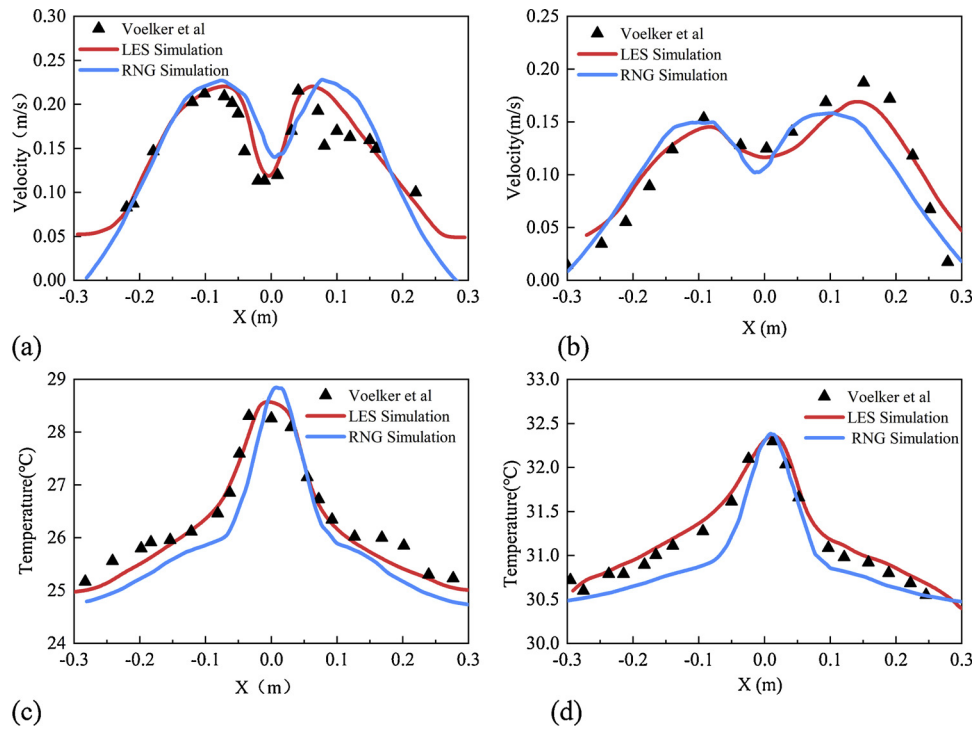 0.30
0.25
0.20
0.15
0.10
0.05
0.00
Velocity（m/s）
Voelker et al
LES Simulation
RNG Simulation
-0.3 -0.2 -0.1 0.0 0.1 0.2 0.3
X (m)
(a)
0.25
0.20
0.15
0.10
0.05
0.00
Velocity(m/s)
Voelker et al
LES Simulation
RNG Simulation
-0.3 -0.2 -0.1 0.0 0.1 0.2 0.3
X (m)
(b)
29
28
27
26
25
24
Temperature(℃)
Voelker et al
LES Simulation
RNG Simulation
-0.3 -0.2 -0.1 0.0 0.1 0.2 0.3
X（m）
(c)
33.0
32.5
32.0
31.5
31.0
30.5
30.0
Temperature(℃)
Voelker et al
LES Simulation
RNG Simulation
-0.3 -0.2 -0.1 0.0 0.1 0.2 0.3
X (m)
(d)